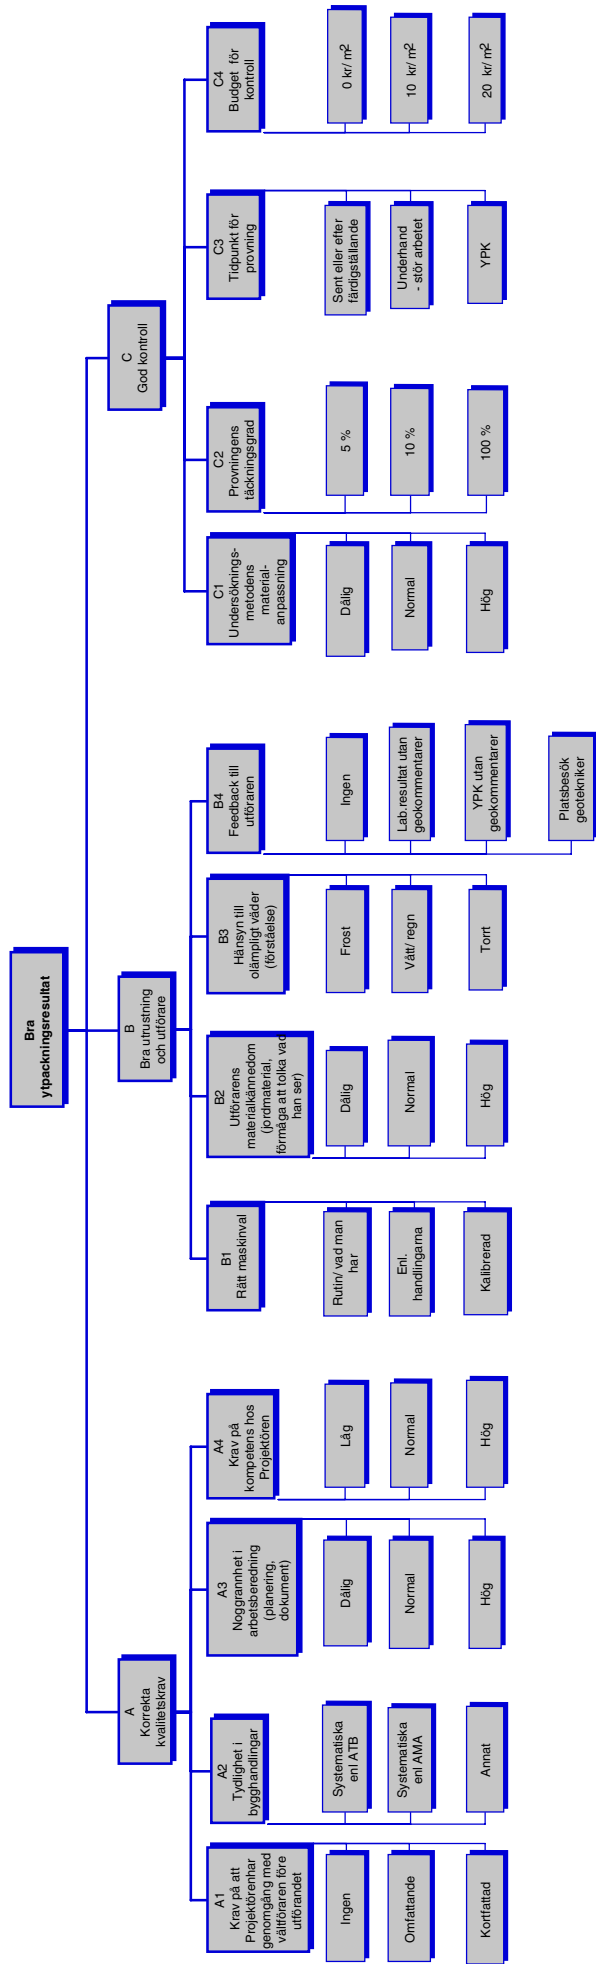 Bra
ytpackningsresultat
A
Korrekta
kvalitetskrav
B
Bra utrustning
och utförare
C
God kontroll
A1
Krav på att
Projektörenhar
genomgång med
vältföraren före
utförandet
Ingen
Omfattande
Kortfattad
A2
Tydlighet i
bygghandlingar
Systematiska
enl ATB
Systematiska
enl AMA
Annat
A3
Noggrannhet i
arbetsberedning
(planering,
dokument)
Dålig
Normal
Hög
A4
Krav på
kompetens hos
Projektören
Låg
Normal
Hög
B1
Rätt maskinval
Rutin/ vad man
har
Enl.
handlingarna
Kalibrerad
B2
Utförarens
materialkännedom
(jordmaterial,
förmåga att tolka vad
han ser)
Dålig
Normal
Hög
B3
Hänsyn till
olämpligt väder
(förståelse)
Frost
Vått/ regn
Torrt
B4
Feedback till
utföraren
Ingen
Lab.resultat utan
geokommentarer
YPK utan
geokommentarer
Platsbesök
geotekniker
C1
Undersöknings-
metodens
material-
anpassning
Dålig
Normal
Hög
C2
Provningens
täckningsgrad
5 %
10 %
100 %
C3
Tidpunkt för
provning
Sent eller efter
färdigställande
Underhand
- stör arbetet
YPK
C4
Budget för
kontroll
0 kr/ m²
10 kr/ m²
20 kr/ m²